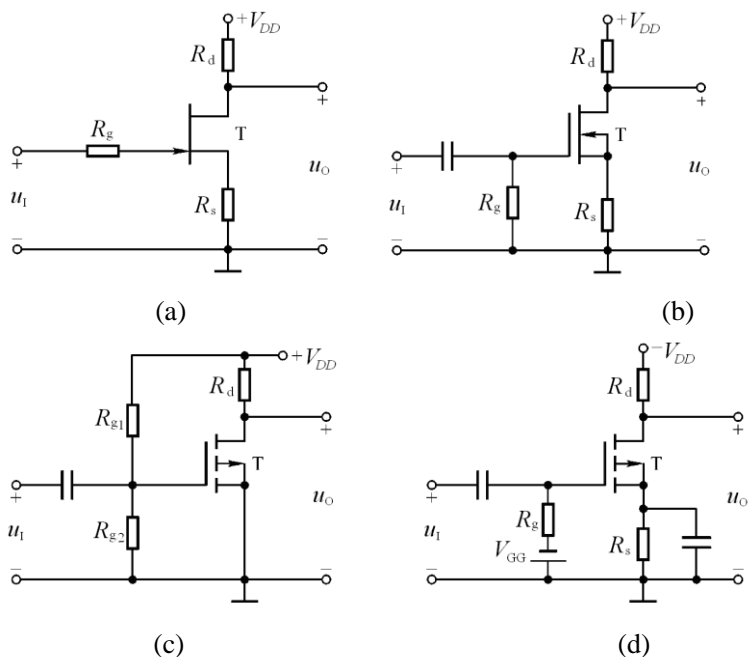 +V_DD
R_d
T
R_g
+
+
u_I
u_O
R_s
−
−
(a)
+V_DD
R_d
T
+
+
u_I
R_g
R_s
u_O
−
−
(b)
+V_DD
R_d
R_g1
T
+
+
u_I
R_g2
u_O
−
−
(c)
−V_DD
R_d
T
+
+
u_I
R_g
V_GG
R_s
u_O
−
−
(d)